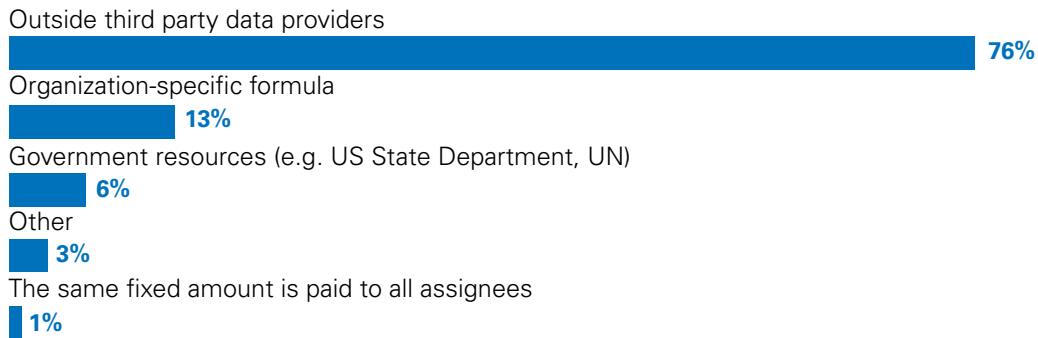 Outside third party data providers
76%
Organization-specific formula
13%
Government resources (e.g. US State Department, UN)
6%
Other
3%
The same fixed amount is paid to all assignees
1%